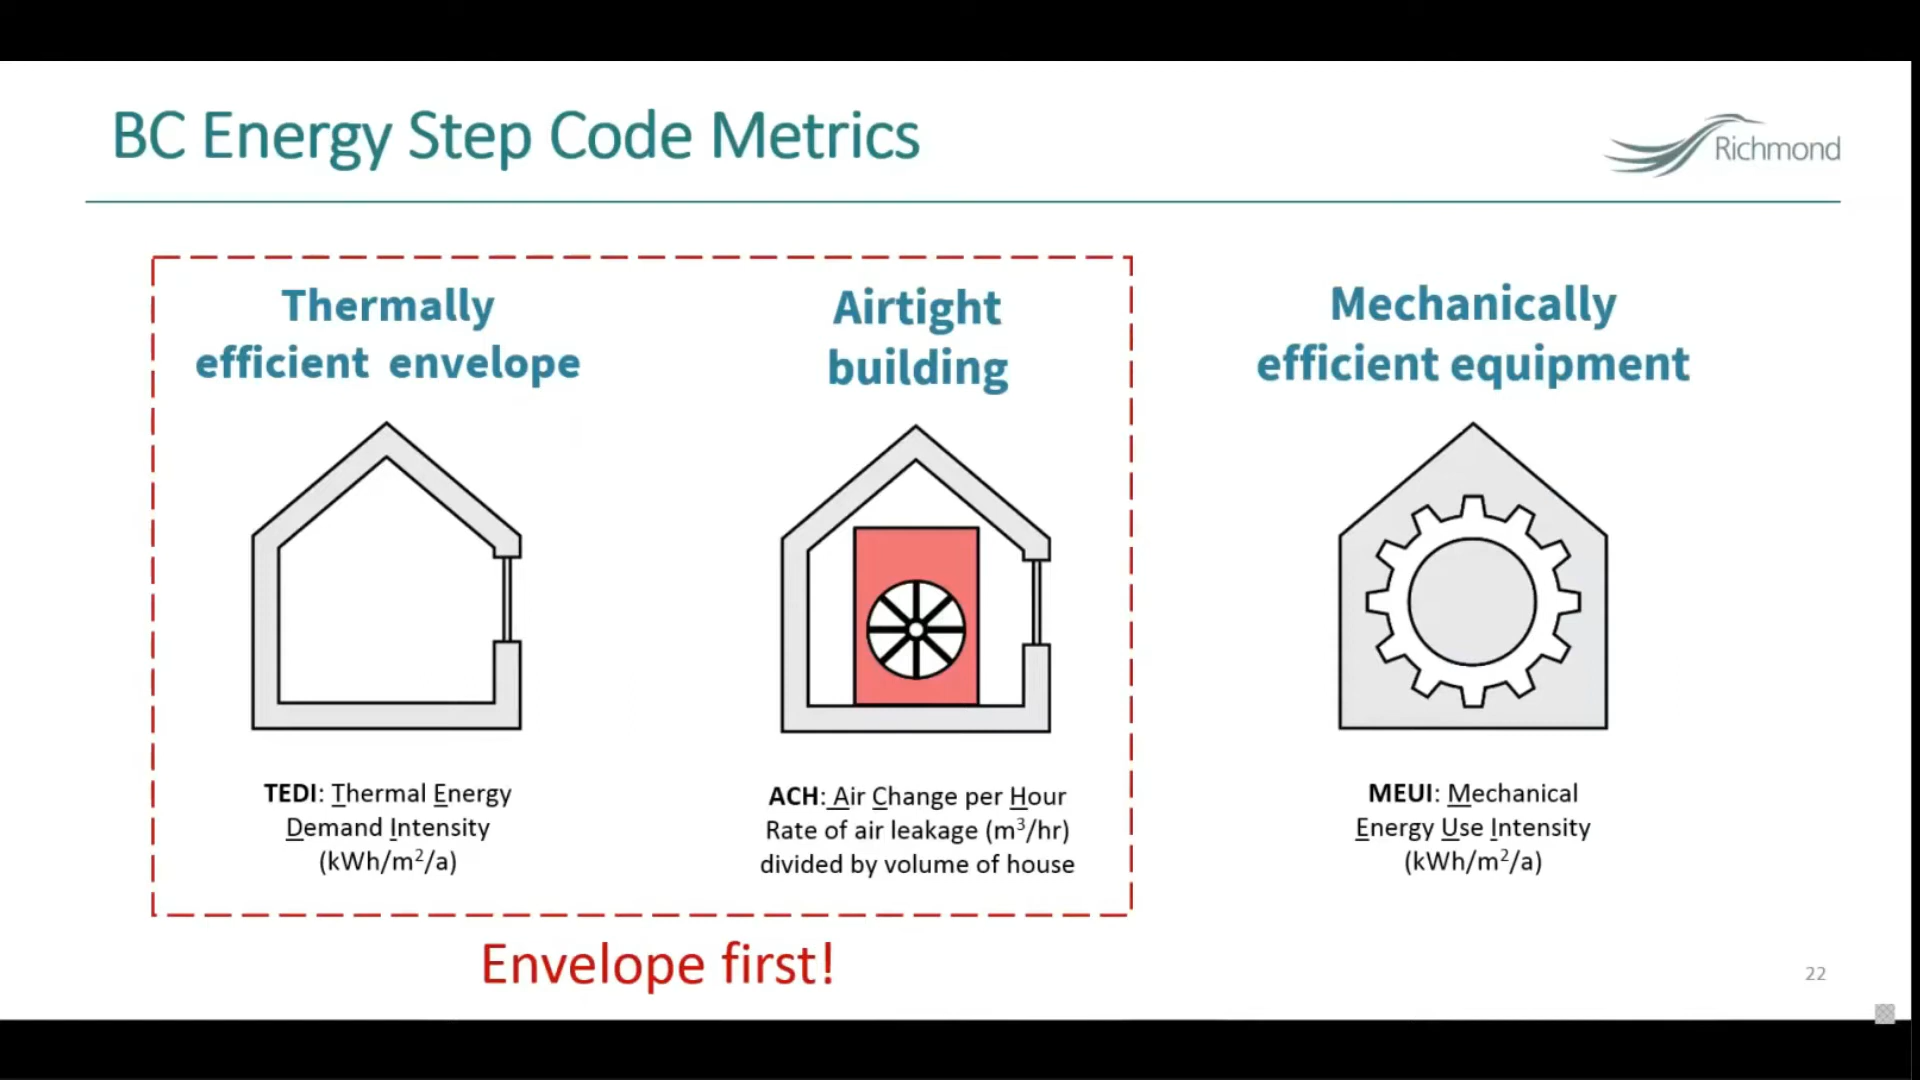 BC Energy Step Code Metrics
Richmond
Thermally
efficient envelope
Airtight
building
Mechanically
efficient equipment
TEDI: Thermal Energy
Demand Intensity
(kWh/m²/a)
ACH: Air Change per Hour
Rate of air leakage (m³/hr)
divided by volume of house
MEUI: Mechanical
Energy Use Intensity
(kWh/m²/a)
Envelope first!
22